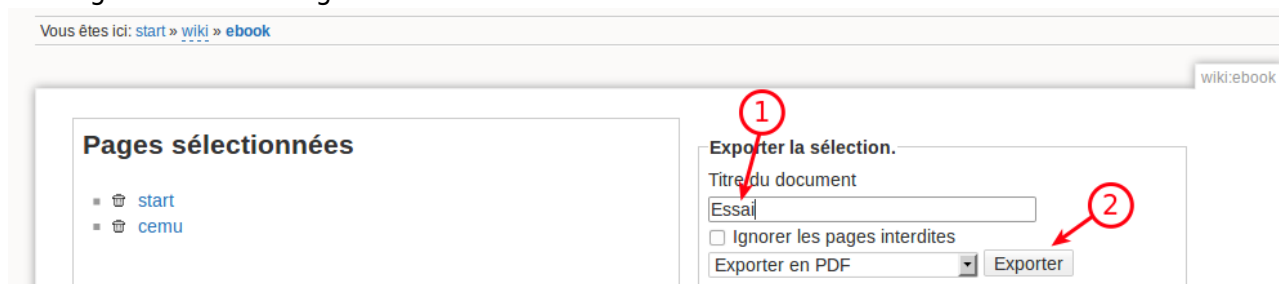 Vous êtes ici: start » wiki » ebook
wiki:ebook
Pages sélectionnées
start
cemu
1
Exporter la sélection.
Titre du document
Essai
2
Ignorer les pages interdites
Exporter en PDF
Exporter